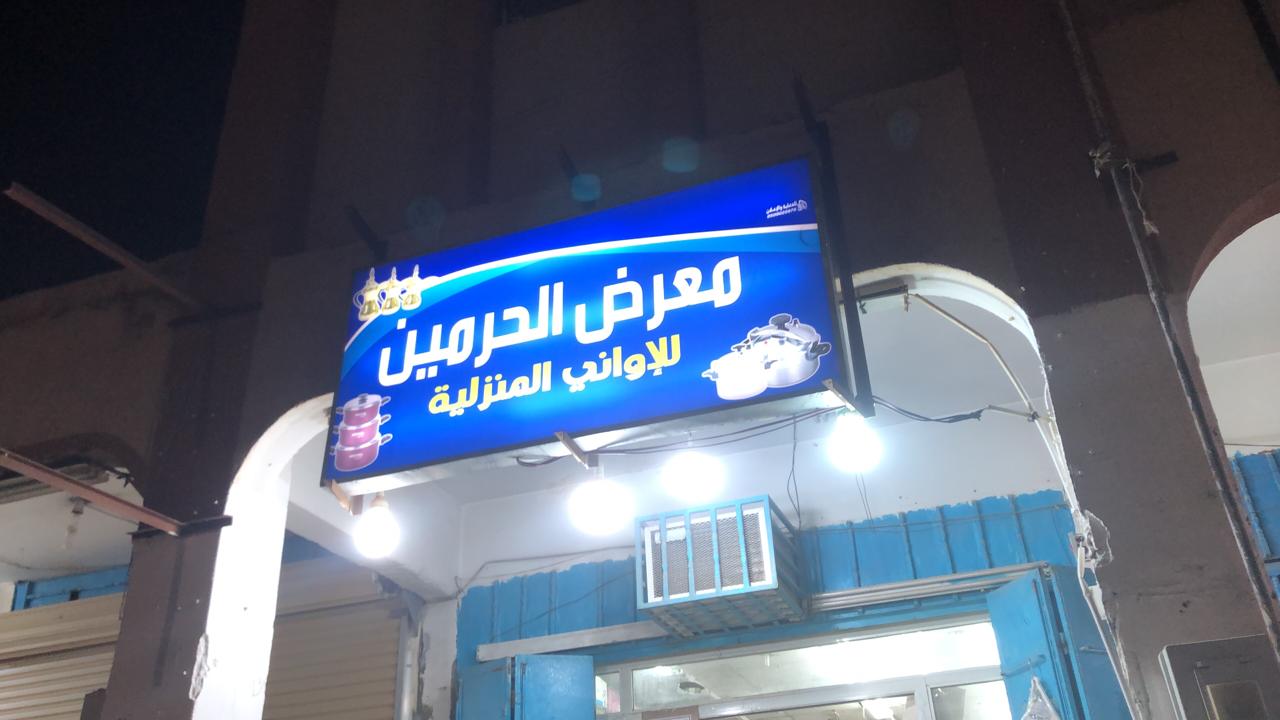 معرض الحرمين
للإواني المنزلية